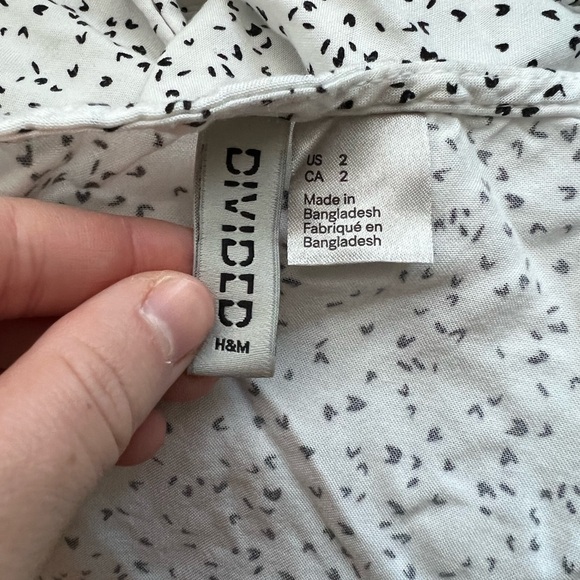 DIVIDED
H&M
US 2
CA 2
Made in
Bangladesh
Fabriqué en
Bangladesh